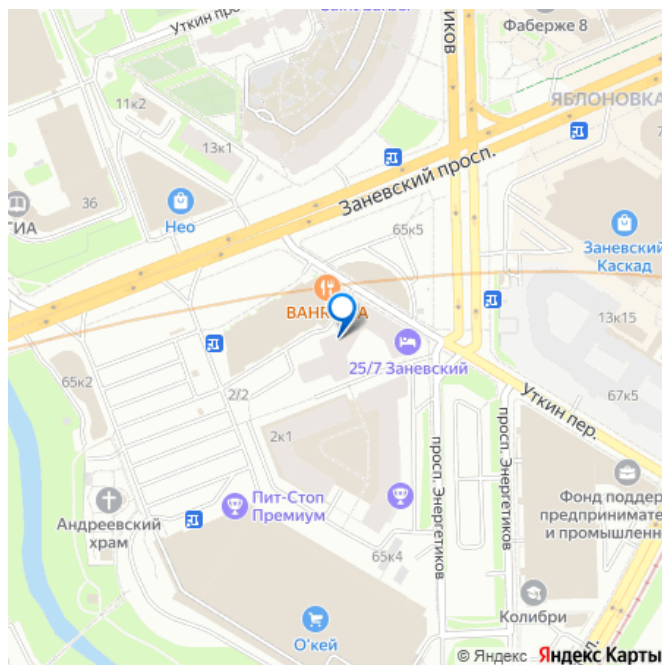 Уткин
Фаберже 8
ЯБЛОНОВКА
11к2
13к1
Заневский просп.
36
ГИА
Нео
65к5
Заневский
Каскад
25/7 Заневский
13к15
65к2
2/2
67к5
Уткин пер.
2к1
просп. Энергетиков
просп. Энергетиков
Пит-Стоп
Премиум
Андреевский
храм
Фонд поддер
предпринимате
и промышленн
65к4
Колибри
О'кей
© Яндекс Яндекс Карты